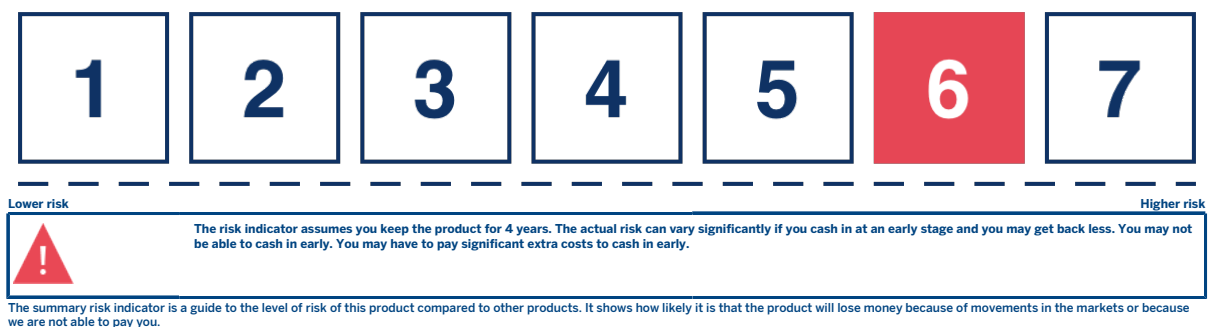 1 2 3 4 5 6 7
Lower risk Higher risk
!
The risk indicator assumes you keep the product for 4 years. The actual risk can vary significantly if you cash in at an early stage and you may get back less. You may not
be able to cash in early. You may have to pay significant extra costs to cash in early.
The summary risk indicator is a guide to the level of risk of this product compared to other products. It shows how likely it is that the product will lose money because of movements in the markets or because
we are not able to pay you.